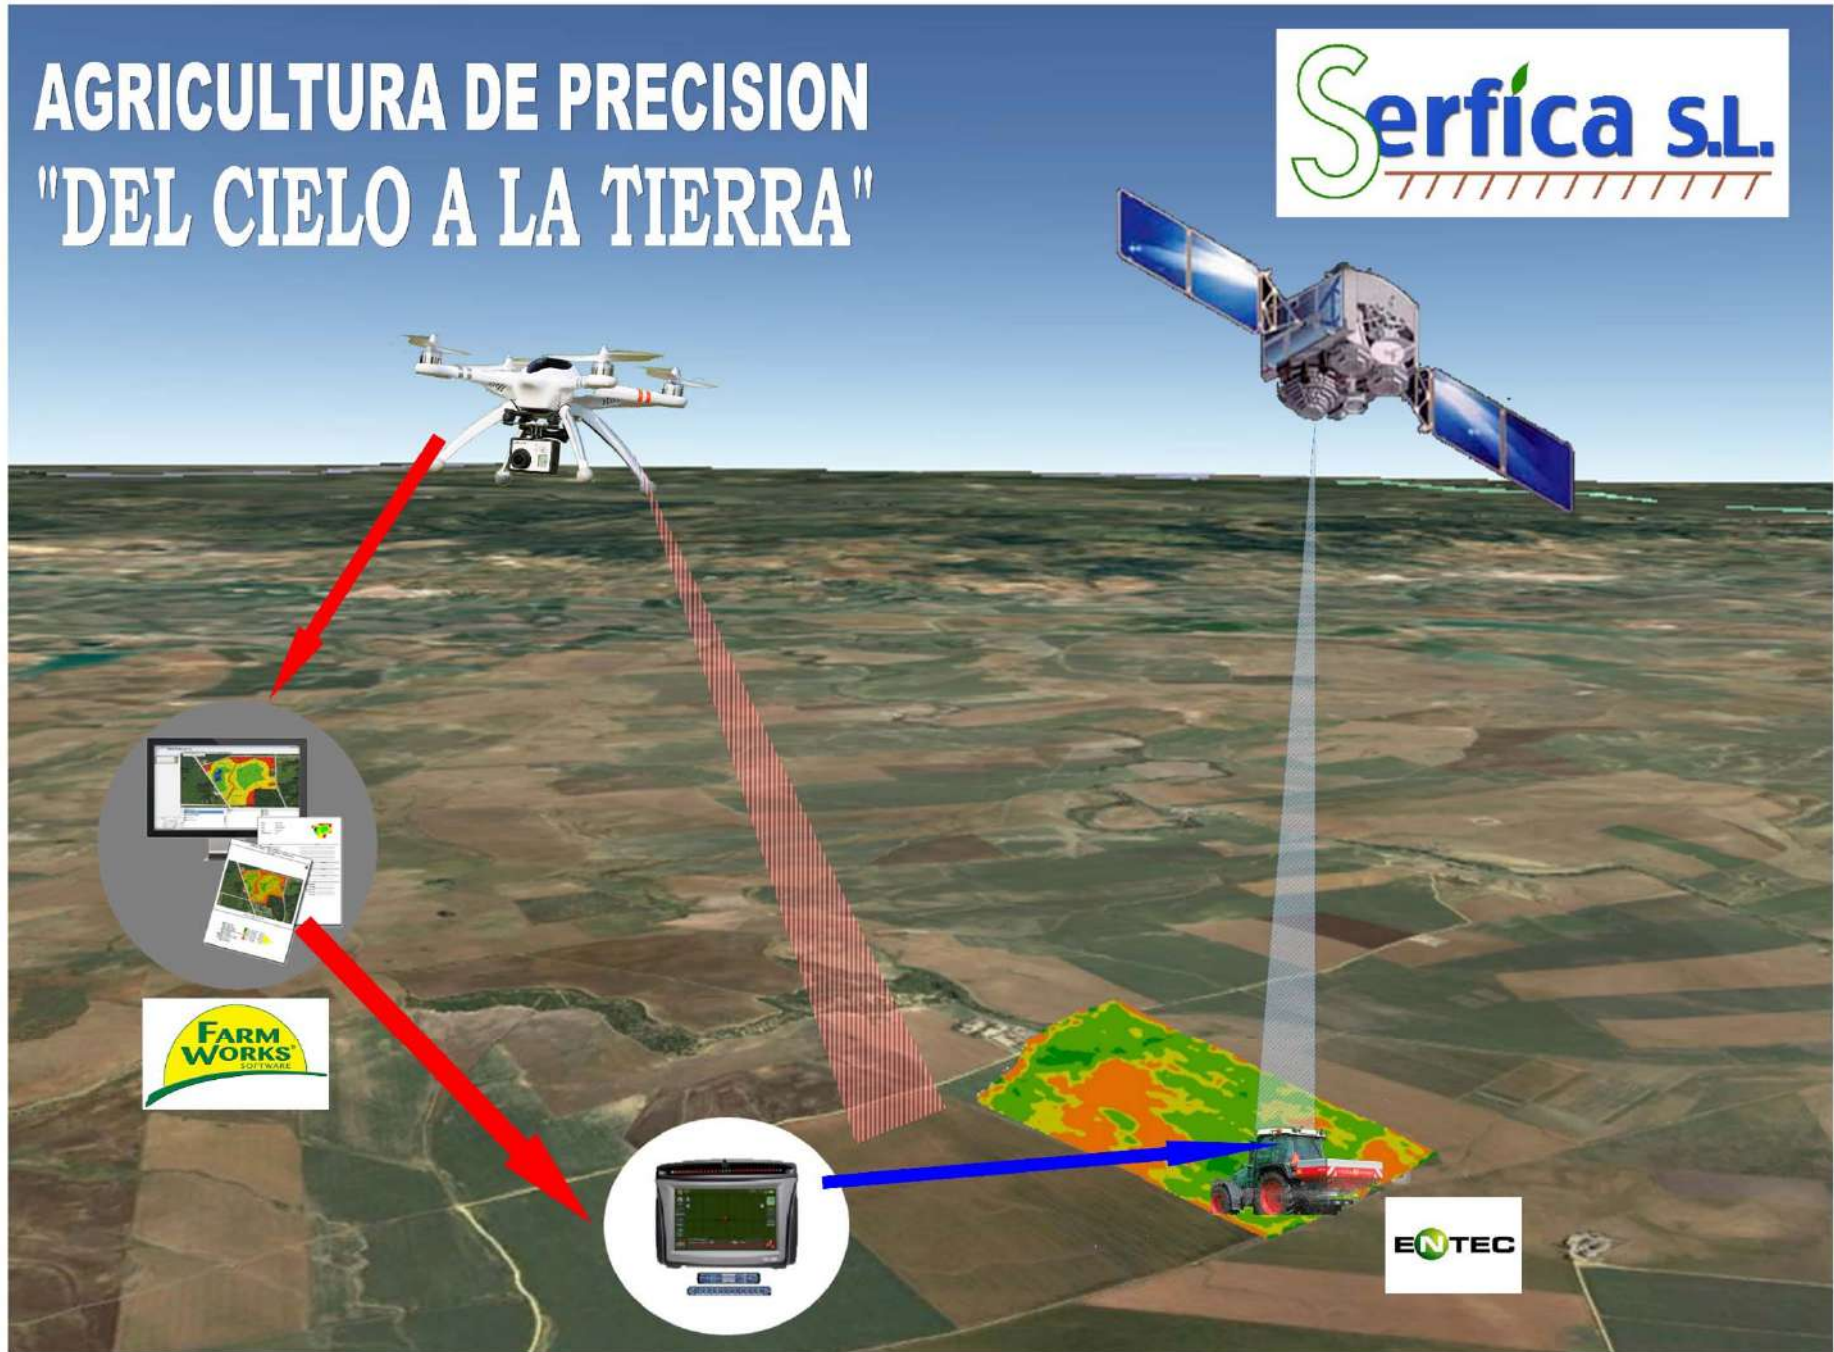 AGRICULTURA DE PRECISION
"DEL CIELO A LA TIERRA"
Serfica S.L.
FARM
WORKS®
SOFTWARE
ENTEC